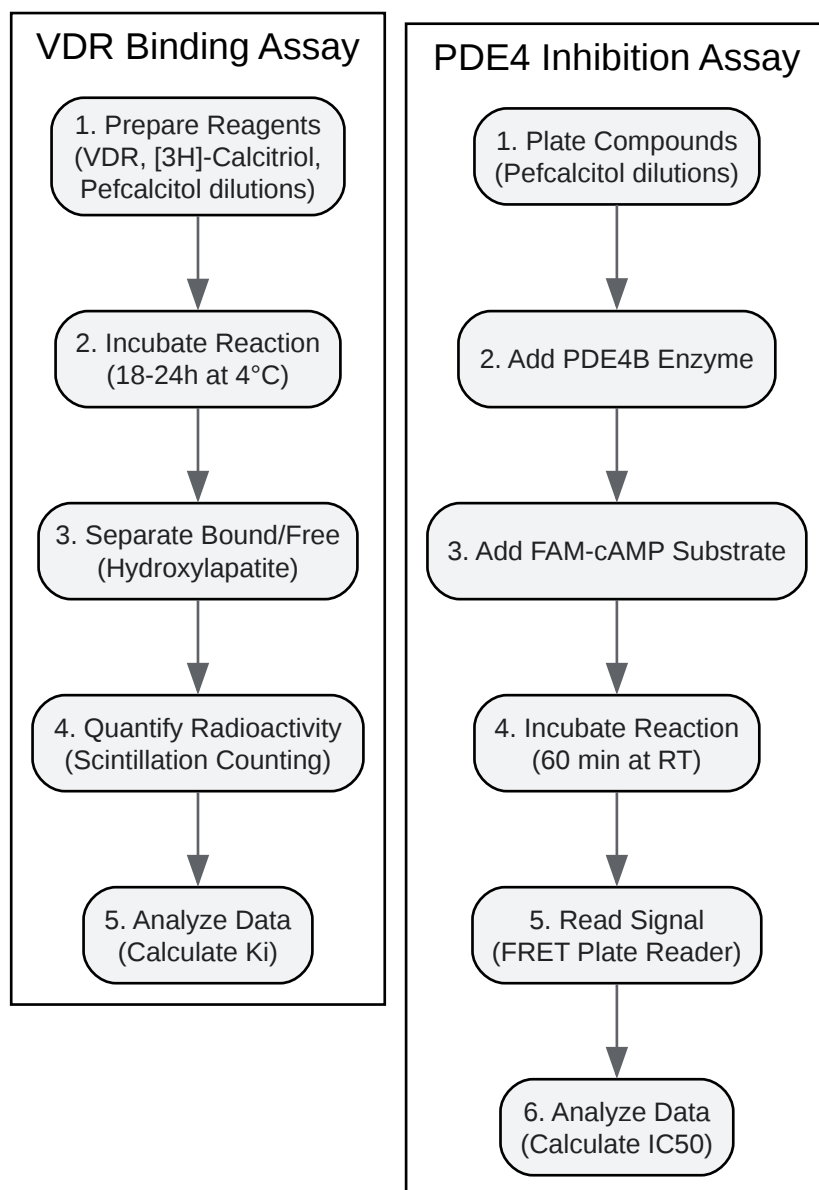 VDR Binding Assay
1. Prepare Reagents
(VDR, [3H]-Calcitriol,
Pefcalcitol dilutions)
2. Incubate Reaction
(18-24h at 4°C)
3. Separate Bound/Free
(Hydroxylapatite)
4. Quantify Radioactivity
(Scintillation Counting)
5. Analyze Data
(Calculate Ki)
PDE4 Inhibition Assay
1. Plate Compounds
(Pefcalcitol dilutions)
2. Add PDE4B Enzyme
3. Add FAM-cAMP Substrate
4. Incubate Reaction
(60 min at RT)
5. Read Signal
(FRET Plate Reader)
6. Analyze Data
(Calculate IC50)